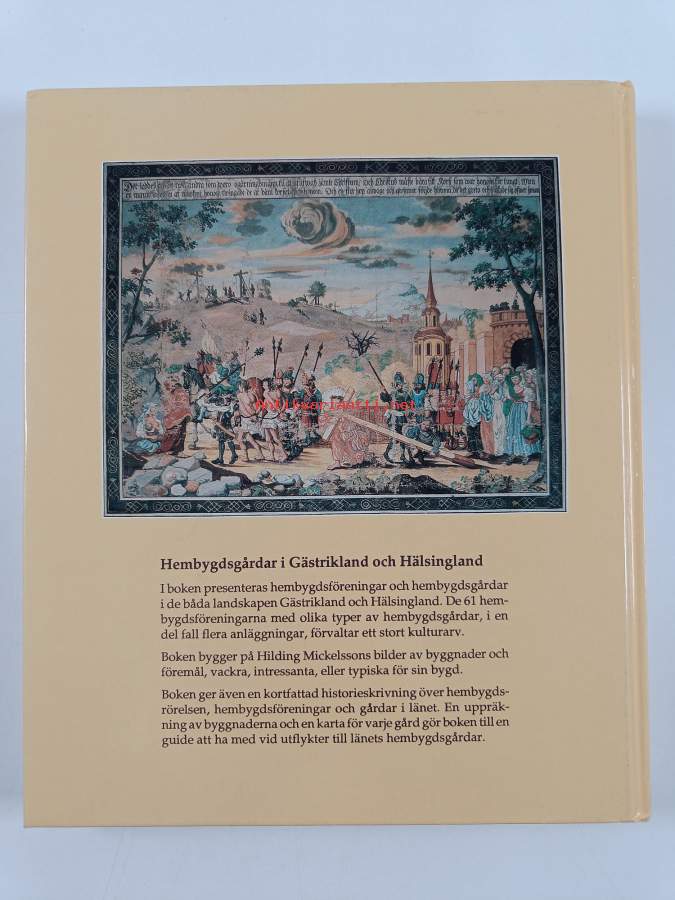 antikvariaatti.net
Hembygdsgårdar i Gästrikland och Hälsingland
I boken presenteras hembygdsföreningar och hembygdsgårdar
i de båda landskapen Gästrikland och Hälsingland. De 61 hem-
bygdsföreningarna med olika typer av hembygdsgårdar, i en
del fall flera anläggningar, förvaltar ett stort kulturarv.
Boken bygger på Hilding Mickelssons bilder av byggnader och
föremål, vackra, intressanta, eller typiska för sin bygd.
Boken ger även en kortfattad historieskrivning över hembygds-
rörelsen, hembygdsföreningar och gårdar i länet. En uppräk-
ning av byggnaderna och en karta för varje gård gör boken till en
guide att ha med vid utflykter till länets hembygdsgårdar.